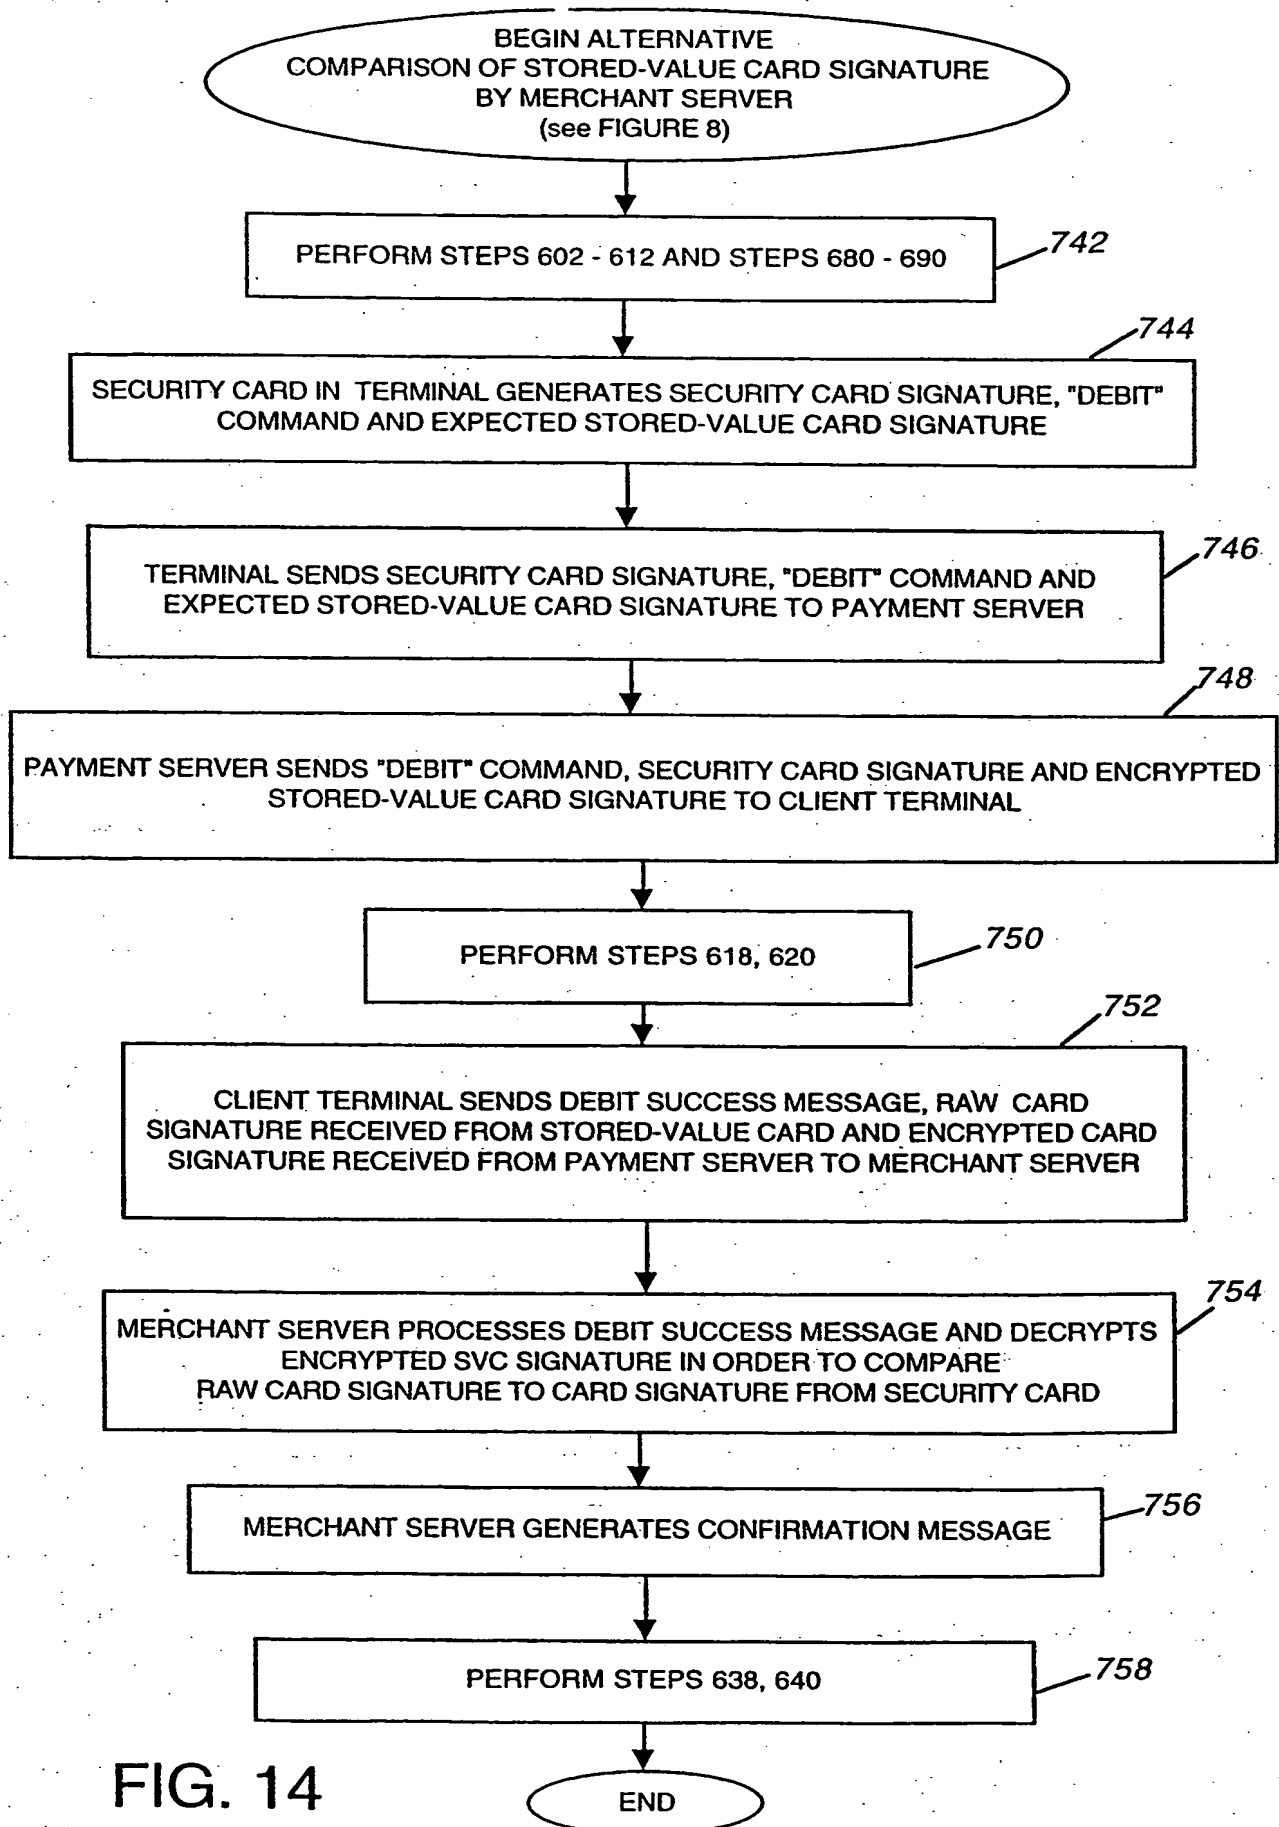 BEGIN ALTERNATIVE
COMPARISON OF STORED-VALUE CARD SIGNATURE
BY MERCHANT SERVER
(see FIGURE 8)
PERFORM STEPS 602 - 612 AND STEPS 680 - 690
742
744
SECURITY CARD IN TERMINAL GENERATES SECURITY CARD SIGNATURE, "DEBIT"
COMMAND AND EXPECTED STORED-VALUE CARD SIGNATURE
746
TERMINAL SENDS SECURITY CARD SIGNATURE, "DEBIT" COMMAND AND
EXPECTED STORED-VALUE CARD SIGNATURE TO PAYMENT SERVER
748
PAYMENT SERVER SENDS "DEBIT" COMMAND, SECURITY CARD SIGNATURE AND ENCRYPTED
STORED-VALUE CARD SIGNATURE TO CLIENT TERMINAL
PERFORM STEPS 618, 620
750
752
CLIENT TERMINAL SENDS DEBIT SUCCESS MESSAGE, RAW CARD
SIGNATURE RECEIVED FROM STORED-VALUE CARD AND ENCRYPTED CARD
SIGNATURE RECEIVED FROM PAYMENT SERVER TO MERCHANT SERVER
754
MERCHANT SERVER PROCESSES DEBIT SUCCESS MESSAGE AND DECRYPTS
ENCRYPTED SVC SIGNATURE IN ORDER TO COMPARE
RAW CARD SIGNATURE TO CARD SIGNATURE FROM SECURITY CARD
756
MERCHANT SERVER GENERATES CONFIRMATION MESSAGE
PERFORM STEPS 638, 640
758
FIG. 14
END